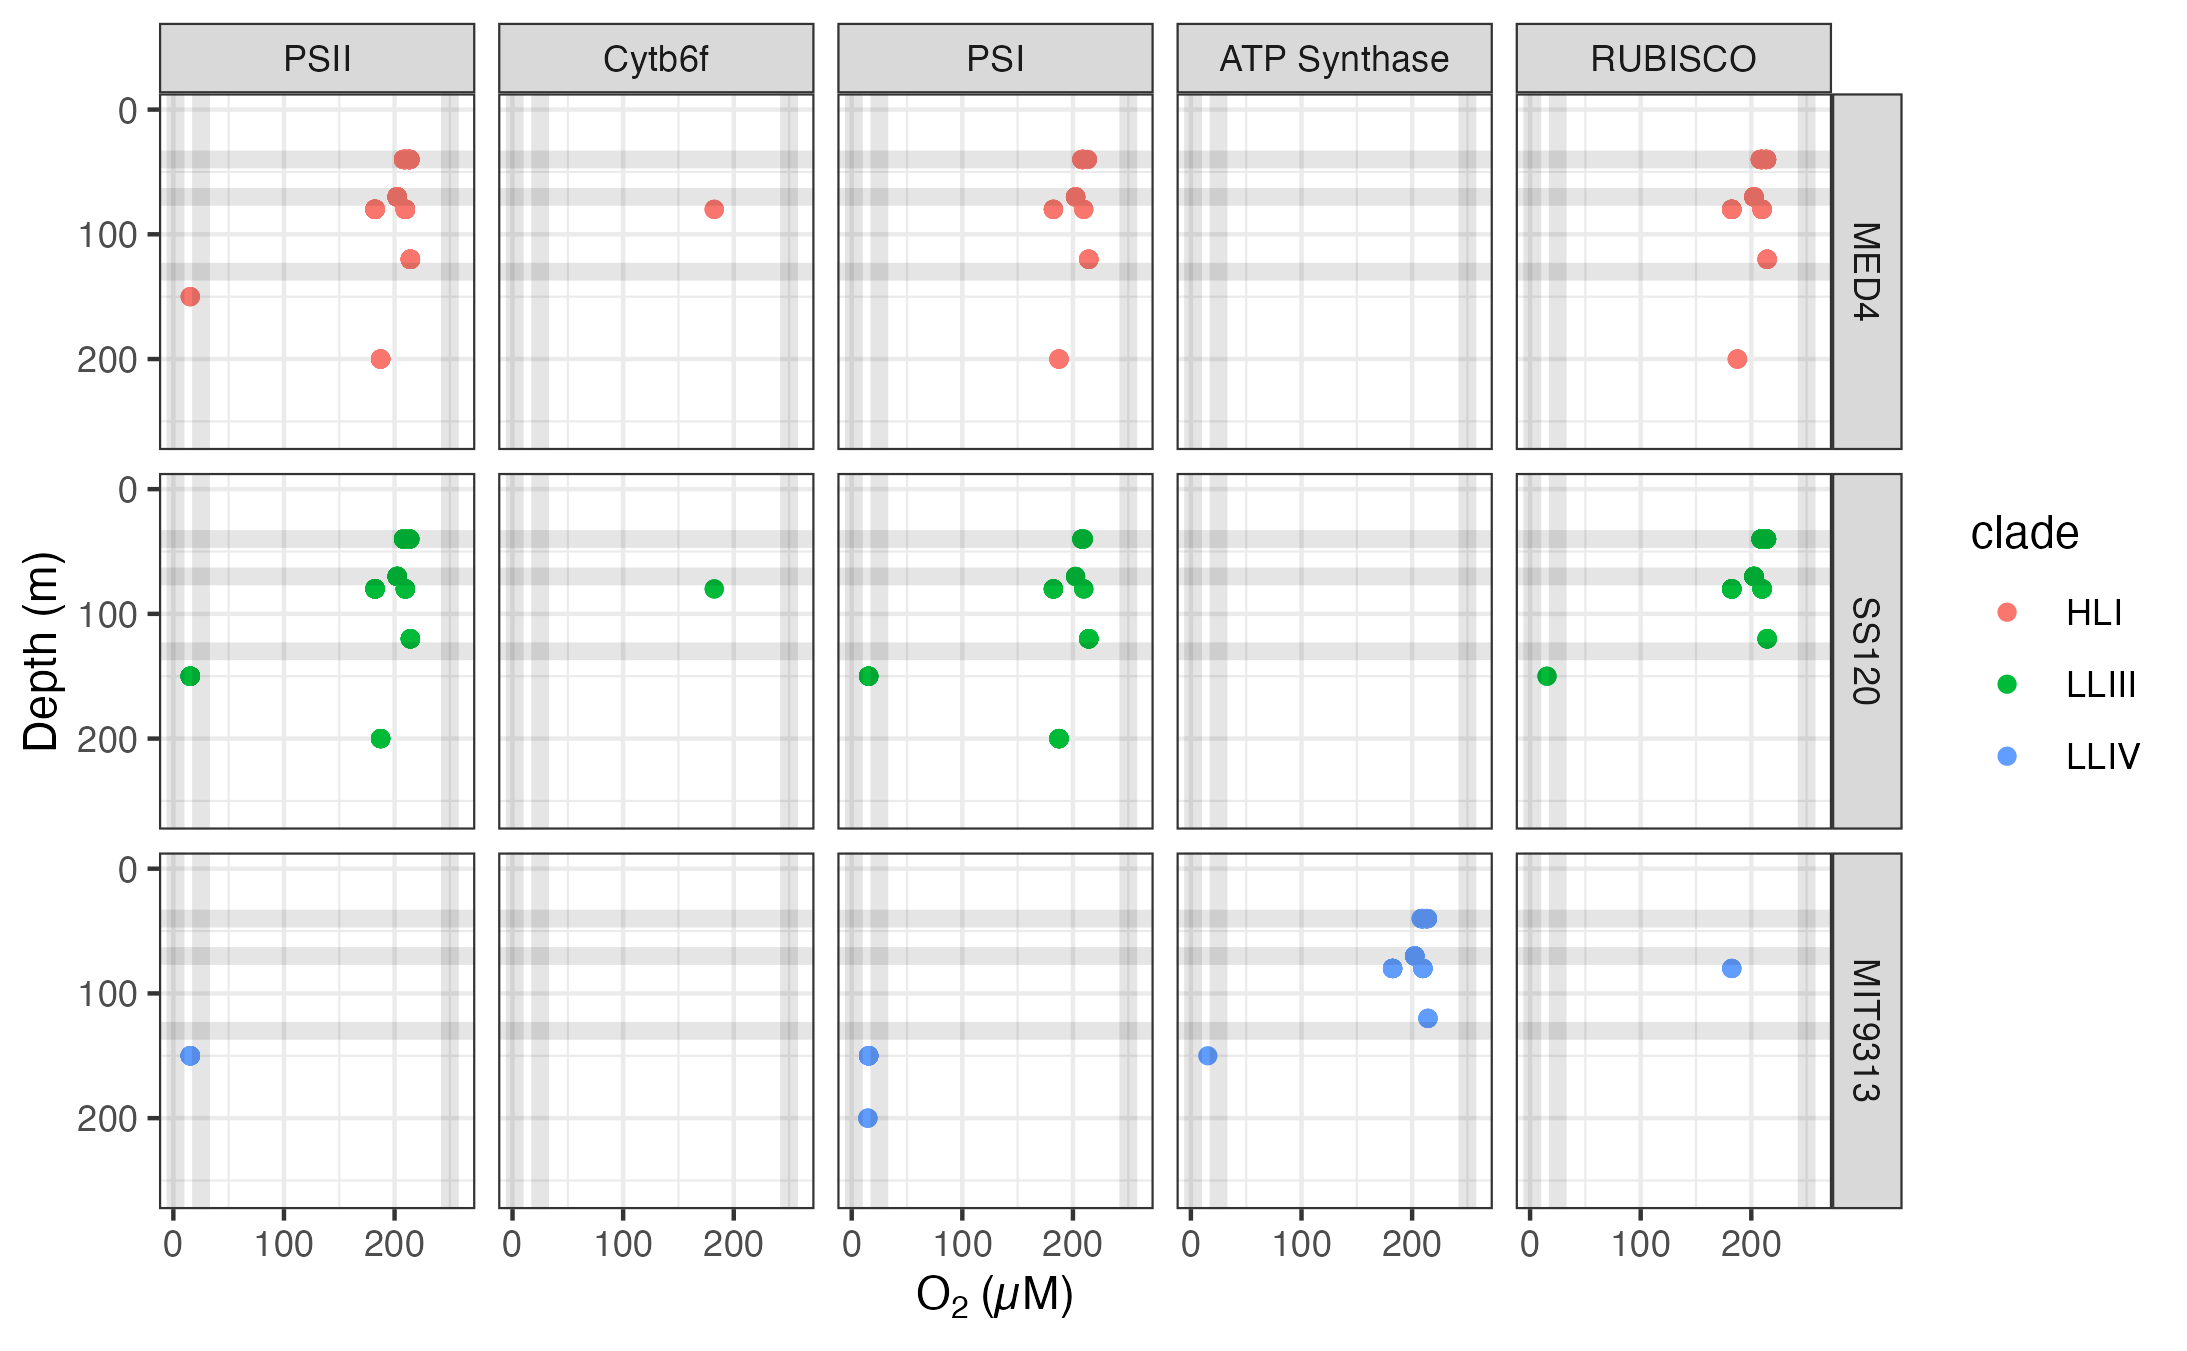 PSII Cytb6f PSI ATP Synthase RUBISCO
0
100
200
MED4
0
100
200
SS120
0
100
200
MIT9313
0 100 200 0 100 200 0 100 200 0 100 200 0 100 200
O₂ (µM)
Depth (m)
clade
HLI
LLIII
LLIV